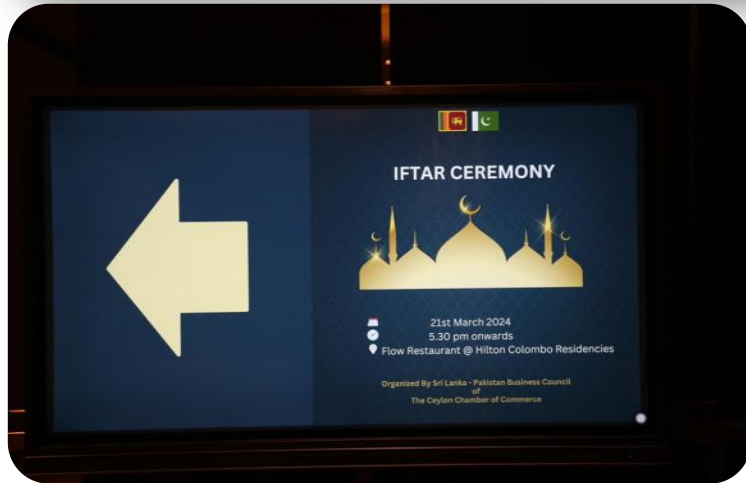 IFTAR CEREMONY
21st March 2024
5.30 pm onwards
Flow Restaurant @ Hilton Colombo Residencies
Organized By Sri Lanka - Pakistan Business Council
of
The Ceylon Chamber of Commerce